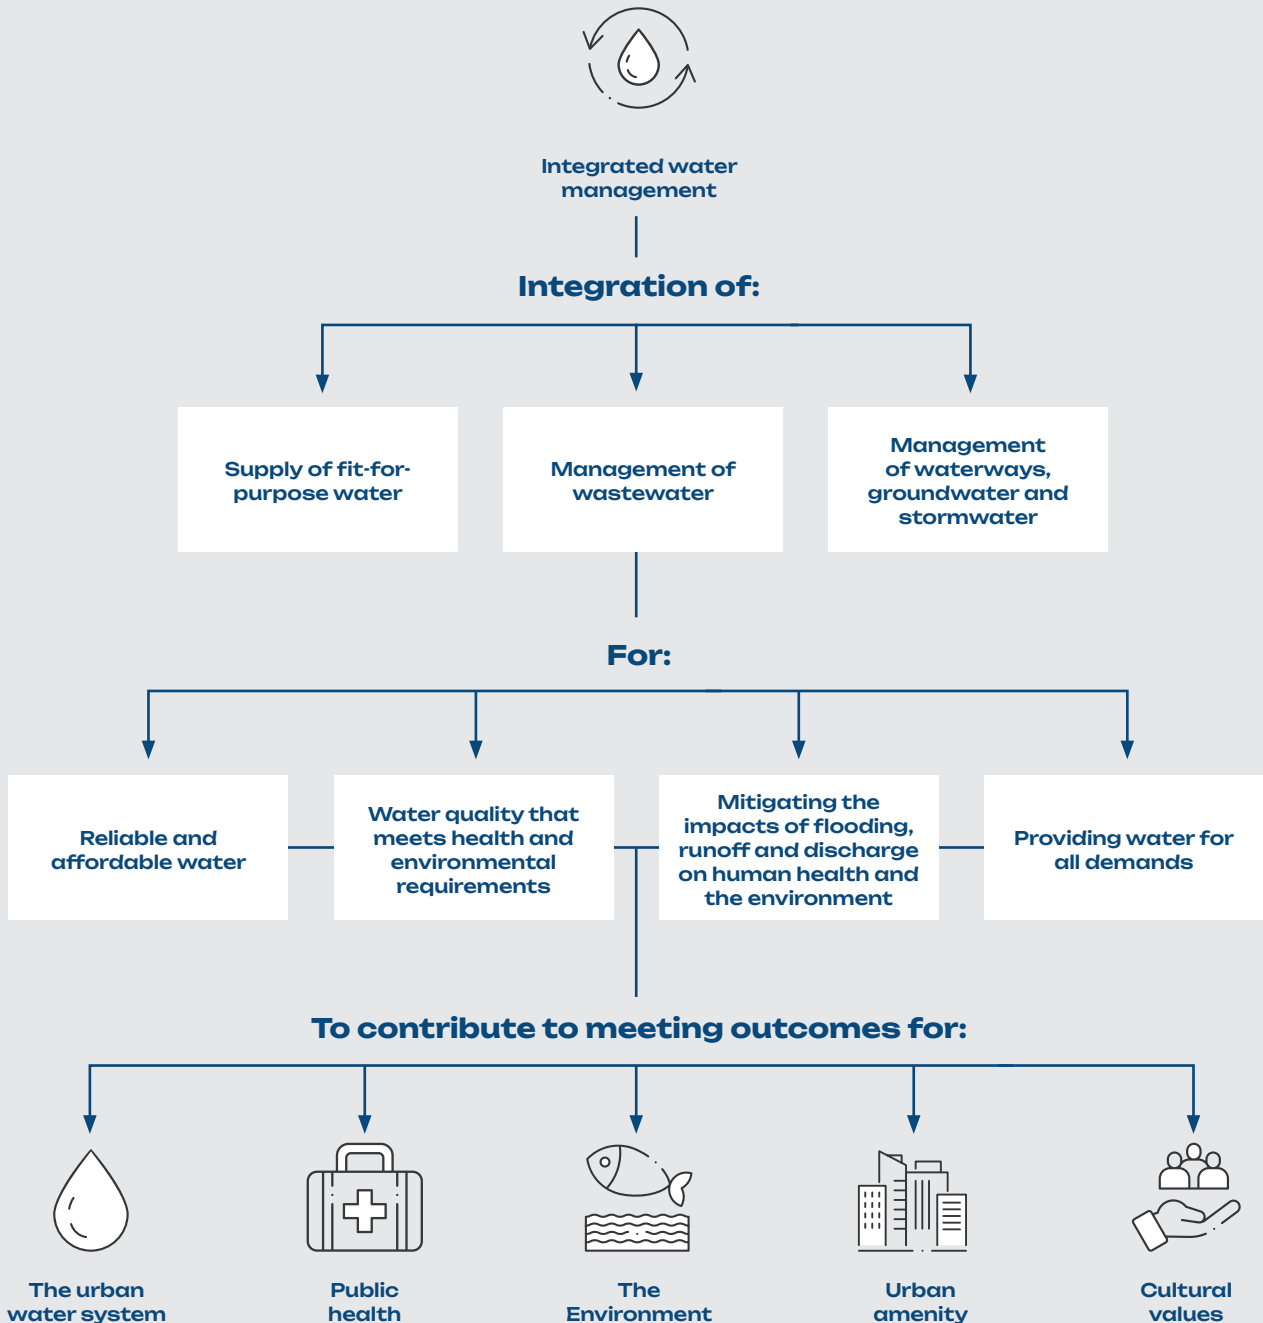 Integrated water
management
Integration of:
Supply of fit-for-
purpose water
Management of
wastewater
Management
of waterways,
groundwater and
stormwater
For:
Reliable and
affordable water
Water quality that
meets health and
environmental
requirements
Mitigating the
impacts of flooding,
runoff and discharge
on human health and
the environment
Providing water for
all demands
To contribute to meeting outcomes for:
The urban
water system
Public
health
The
Environment
Urban
amenity
Cultural
values